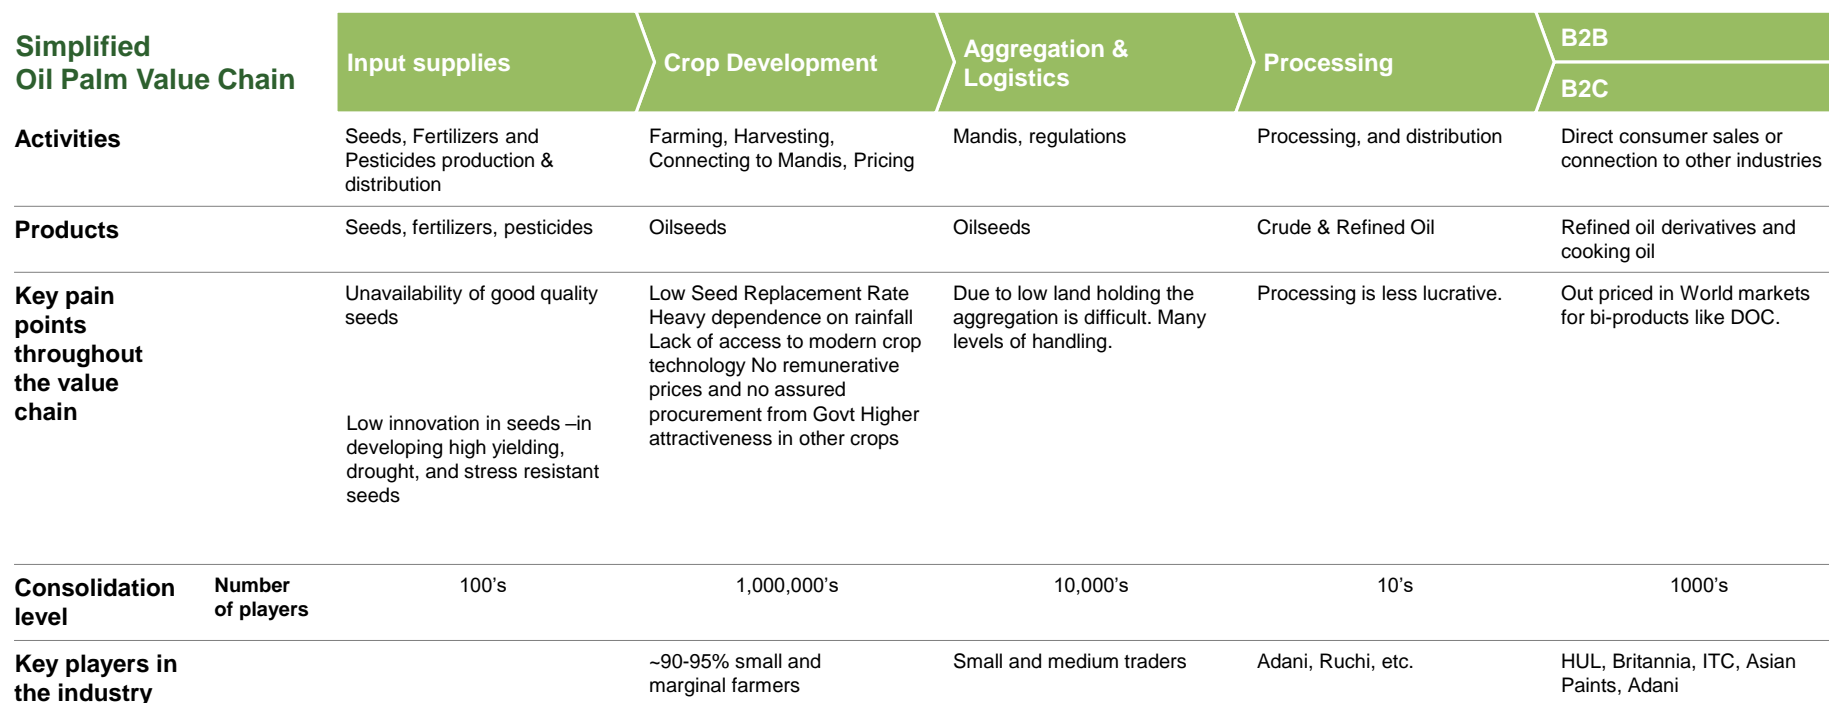 Simplified
Oil Palm Value Chain
Input supplies
Crop Development
Aggregation &
Logistics
Processing
B2B
B2C
Activities
Seeds, Fertilizers and
Pesticides production &
distribution
Farming, Harvesting,
Connecting to Mandis, Pricing
Mandis, regulations
Processing, and distribution
Direct consumer sales or
connection to other industries
Products
Seeds, fertilizers, pesticides
Oilseeds
Oilseeds
Crude & Refined Oil
Refined oil derivatives and
cooking oil
Key pain
points
throughout
the value
chain
Unavailability of good quality
seeds
Low innovation in seeds –in
developing high yielding,
drought, and stress resistant
seeds
Low Seed Replacement Rate
Heavy dependence on rainfall
Lack of access to modern crop
technology No remunerative
prices and no assured
procurement from Govt Higher
attractiveness in other crops
Due to low land holding the
aggregation is difficult. Many
levels of handling.
Processing is less lucrative.
Out priced in World markets
for bi-products like DOC.
Consolidation
level
Number
of players
100’s
1,000,000’s
10,000’s
10’s
1000’s
Key players in
the industry
~90-95% small and
marginal farmers
Small and medium traders
Adani, Ruchi, etc.
HUL, Britannia, ITC, Asian
Paints, Adani